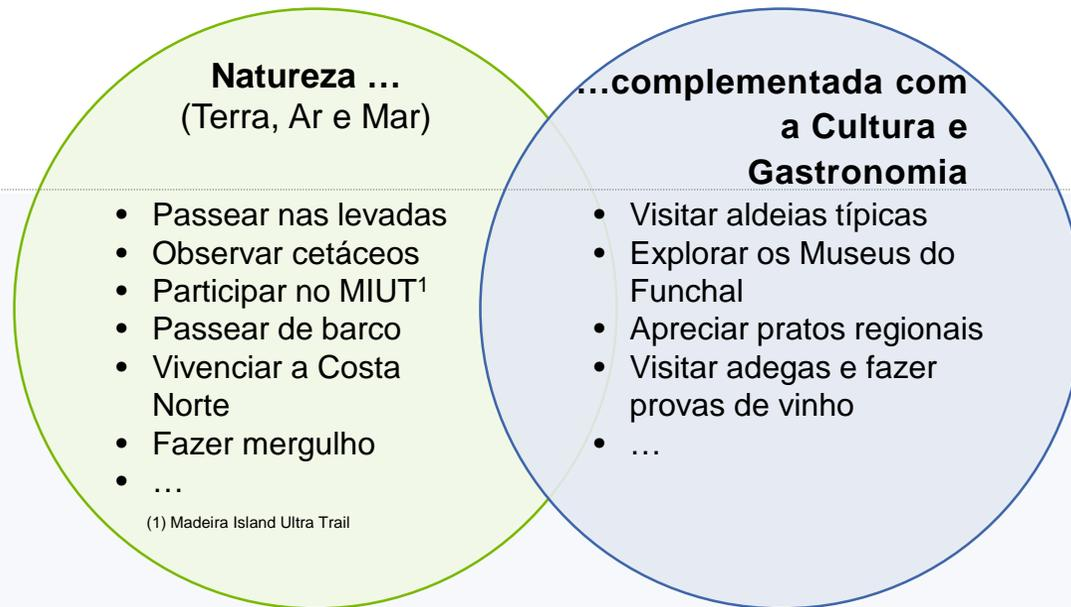 Natureza …
(Terra, Ar e Mar)
• Passear nas levadas
• Observar cetáceos
• Participar no MIUT¹
• Passear de barco
• Vivenciar a Costa
Norte
• Fazer mergulho
• …
(1) Madeira Island Ultra Trail
…complementada com
a Cultura e
Gastronomia
• Visitar aldeias típicas
• Explorar os Museus do
Funchal
• Apreciar pratos regionais
• Visitar adegas e fazer
provas de vinho
• …